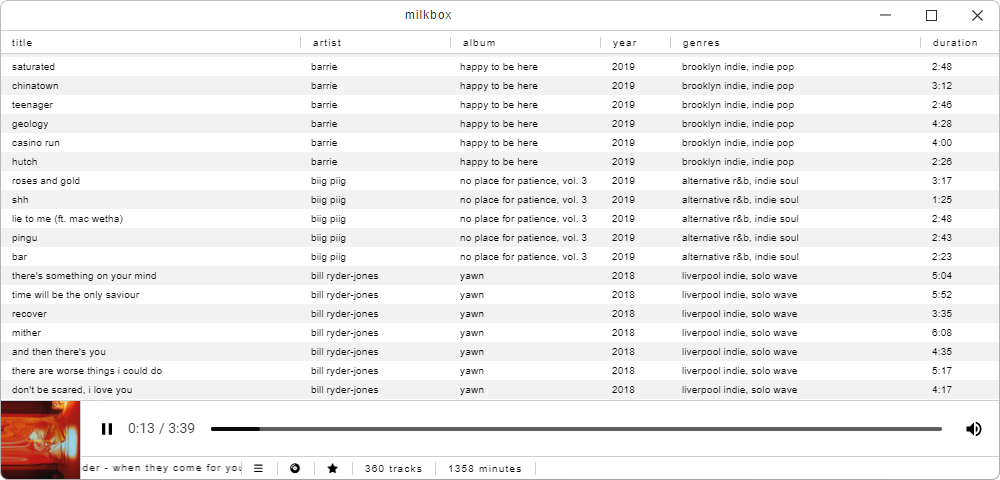 milkbox
title artist album year genres duration
saturated barrie happy to be here 2019 brooklyn indie, indie pop 2:48
chinatown barrie happy to be here 2019 brooklyn indie, indie pop 3:12
teenager barrie happy to be here 2019 brooklyn indie, indie pop 2:46
geology barrie happy to be here 2019 brooklyn indie, indie pop 4:28
casino run barrie happy to be here 2019 brooklyn indie, indie pop 4:00
hutch barrie happy to be here 2019 brooklyn indie, indie pop 2:26
roses and gold biig piig no place for patience, vol. 3 2019 alternative r&b, indie soul 3:17
shh biig piig no place for patience, vol. 3 2019 alternative r&b, indie soul 1:25
lie to me (ft. mac wetha) biig piig no place for patience, vol. 3 2019 alternative r&b, indie soul 2:48
pingu biig piig no place for patience, vol. 3 2019 alternative r&b, indie soul 2:43
bar biig piig no place for patience, vol. 3 2019 alternative r&b, indie soul 2:23
there's something on your mind bill ryder-jones yawn 2018 liverpool indie, solo wave 5:04
time will be the only saviour bill ryder-jones yawn 2018 liverpool indie, solo wave 5:52
recover bill ryder-jones yawn 2018 liverpool indie, solo wave 3:35
mither bill ryder-jones yawn 2018 liverpool indie, solo wave 6:08
and then there's you bill ryder-jones yawn 2018 liverpool indie, solo wave 4:35
there are worse things i could do bill ryder-jones yawn 2018 liverpool indie, solo wave 5:17
don't be scared, i love you bill ryder-jones yawn 2018 liverpool indie, solo wave 4:17
0:13 / 3:39
der - when they come for you 360 tracks 1358 minutes